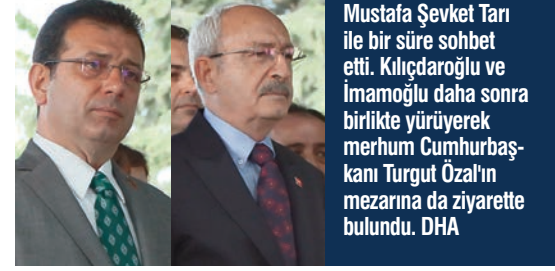 Mustafa Şevket Tarı
ile bir süre sohbet
etti. Kılıçdaroğlu ve
İmamoğlu daha sonra
birlikte yürüyerek
merhum Cumhurbaş-
kanı Turgut Özal'ın
mezarına da ziyarette
bulundu. DHA